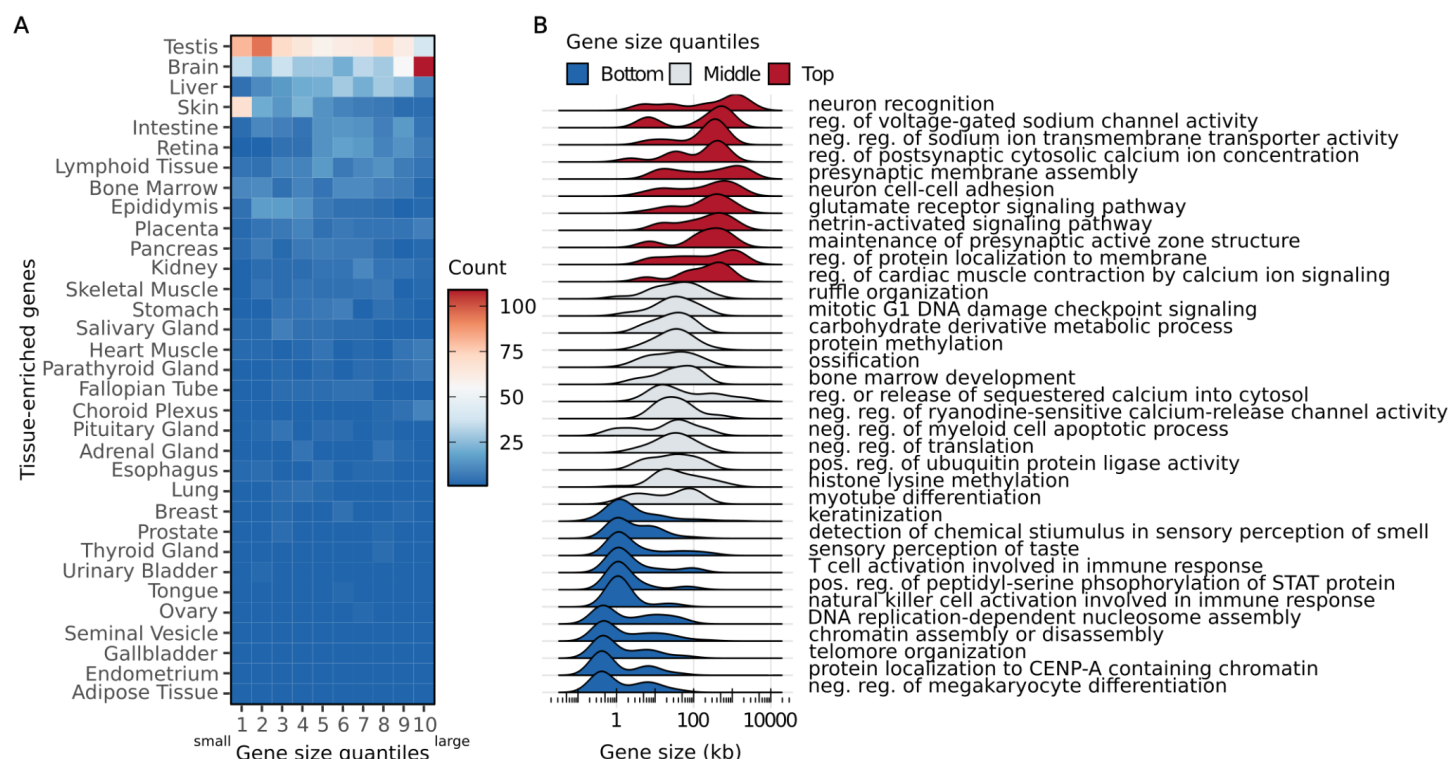 A
Testis
Brain
Liver
Skin
Intestine
Retina
Lymphoid Tissue
Bone Marrow
Epididymis
Placenta
Pancreas
Kidney
Skeletal Muscle
Stomach
Salivary Gland
Heart Muscle
Parathyroid Gland
Fallopian Tube
Choroid Plexus
Pituitary Gland
Adrenal Gland
Esophagus
Lung
Breast
Prostate
Thyroid Gland
Urinary Bladder
Tongue
Ovary
Seminal Vesicle
Gallbladder
Endometrium
Adipose Tissue
Tissue-enriched genes
1 2 3 4 5 6 7 8 9 10
small large
Gene size quantiles
Count
100
75
50
25
B
Gene size quantiles
Bottom Middle Top
neuron recognition
reg. of voltage-gated sodium channel activity
neg. reg. of sodium ion transmembrane transporter activity
reg. of postsynaptic cytosolic calcium ion concentration
presynaptic membrane assembly
neuron cell-cell adhesion
glutamate receptor signaling pathway
netrin-activated signaling pathway
maintenance of presynaptic active zone structure
reg. of protein localization to membrane
reg. of cardiac muscle contraction by calcium ion signaling
ruffle organization
mitotic G1 DNA damage checkpoint signaling
carbohydrate derivative metabolic process
protein methylation
ossification
bone marrow development
reg. or release of sequestered calcium into cytosol
neg. reg. of ryanodine-sensitive calcium-release channel activity
neg. reg. of myeloid cell apoptotic process
neg. reg. of translation
pos. reg. of ubuquitin protein ligase activity
histone lysine methylation
myotube differentiation
keratinization
detection of chemical stiumulus in sensory perception of smell
sensory perception of taste
T cell activation involved in immune response
pos. reg. of peptidyl-serine phsophorylation of STAT protein
natural killer cell activation involved in immune response
DNA replication-dependent nucleosome assembly
chromatin assembly or disassembly
telomore organization
protein localization to CENP-A containing chromatin
neg. reg. of megakaryocyte differentiation
1 100 10000
Gene size (kb)